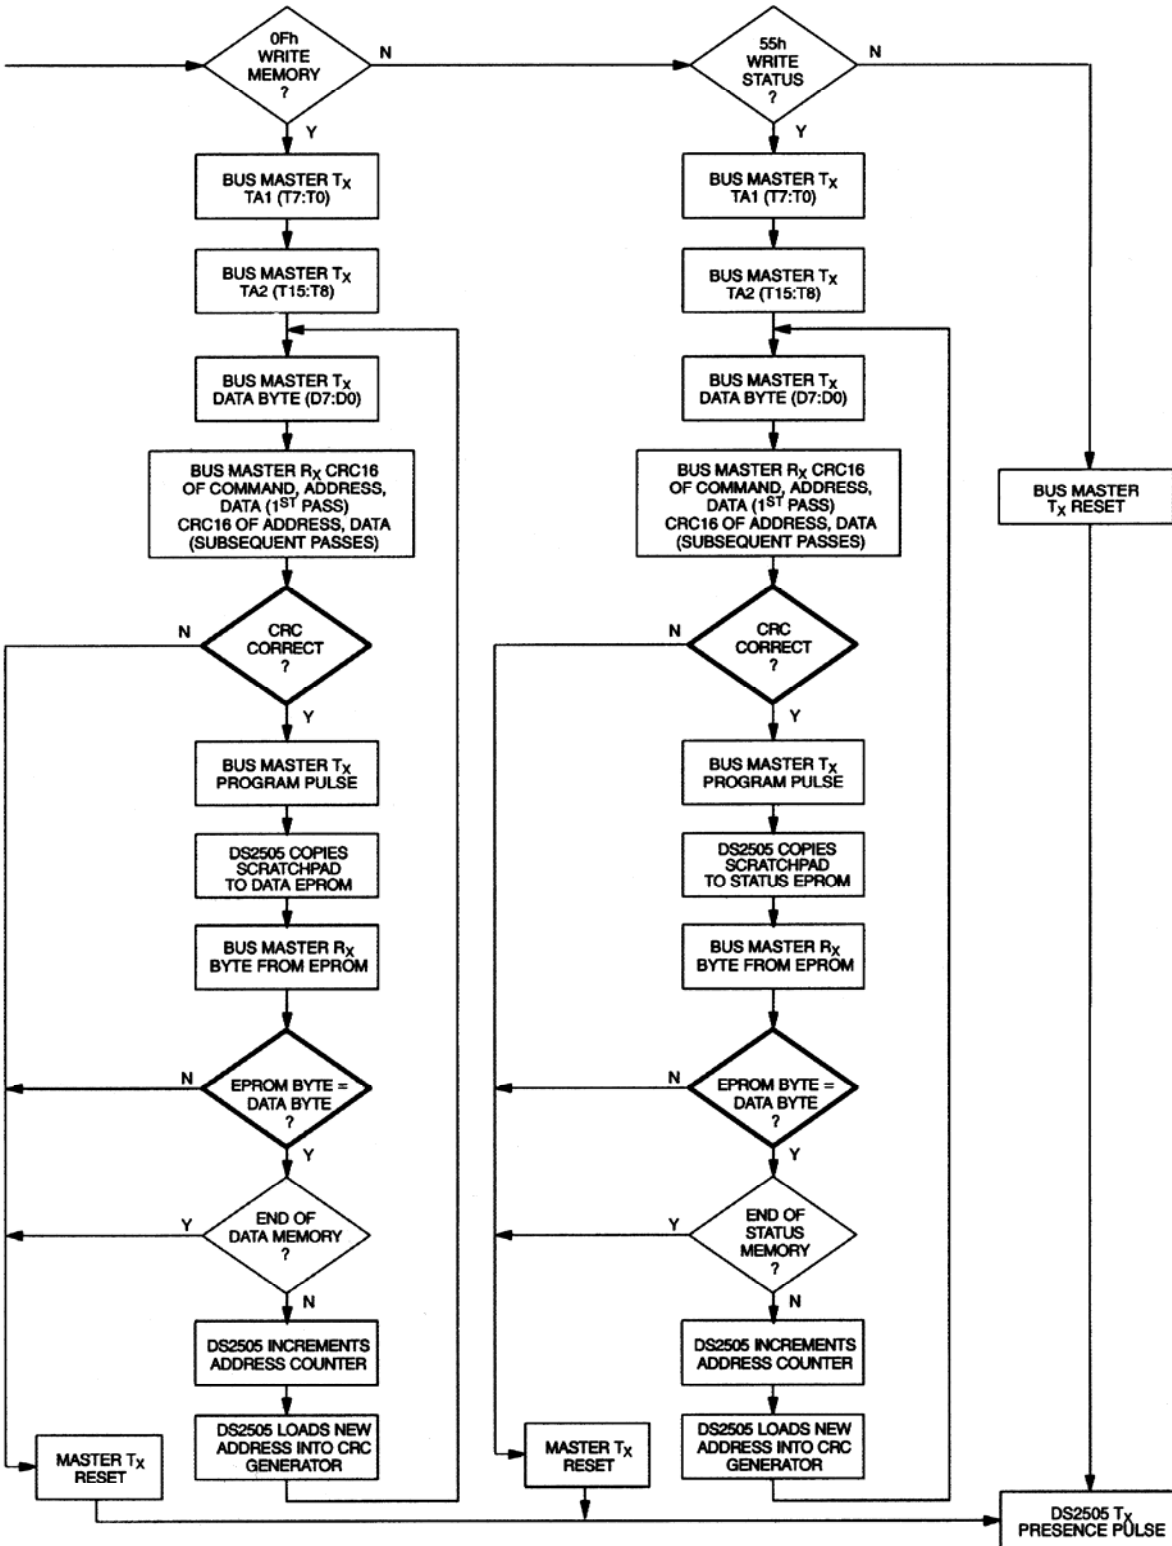 0Fh
WRITE
MEMORY
?
N
Y
BUS MASTER TX
TA1 (T7:T0)
BUS MASTER TX
TA2 (T15:T8)
BUS MASTER TX
DATA BYTE (D7:D0)
BUS MASTER RX CRC16
OF COMMAND, ADDRESS,
DATA (1ST PASS)
CRC16 OF ADDRESS, DATA
(SUBSEQUENT PASSES)
CRC
CORRECT
?
N
Y
BUS MASTER TX
PROGRAM PULSE
DS2505 COPIES
SCRATCHPAD
TO DATA EPROM
BUS MASTER RX
BYTE FROM EPROM
EPROM BYTE =
DATA BYTE
?
N
Y
END OF
DATA MEMORY
?
Y
N
DS2505 INCREMENTS
ADDRESS COUNTER
DS2505 LOADS NEW
ADDRESS INTO CRC
GENERATOR
MASTER TX
RESET
55h
WRITE
STATUS
?
N
Y
BUS MASTER TX
TA1 (T7:T0)
BUS MASTER TX
TA2 (T15:T8)
BUS MASTER TX
DATA BYTE (D7:D0)
BUS MASTER RX CRC16
OF COMMAND, ADDRESS,
DATA (1ST PASS)
CRC16 OF ADDRESS, DATA
(SUBSEQUENT PASSES)
CRC
CORRECT
?
N
Y
BUS MASTER TX
PROGRAM PULSE
DS2505 COPIES
SCRATCHPAD
TO STATUS EPROM
BUS MASTER RX
BYTE FROM EPROM
EPROM BYTE =
DATA BYTE
?
N
Y
END OF
STATUS
MEMORY
?
Y
N
DS2505 INCREMENTS
ADDRESS COUNTER
DS2505 LOADS NEW
ADDRESS INTO CRC
GENERATOR
MASTER TX
RESET
BUS MASTER
TX RESET
DS2505 TX
PRESENCE PULSE